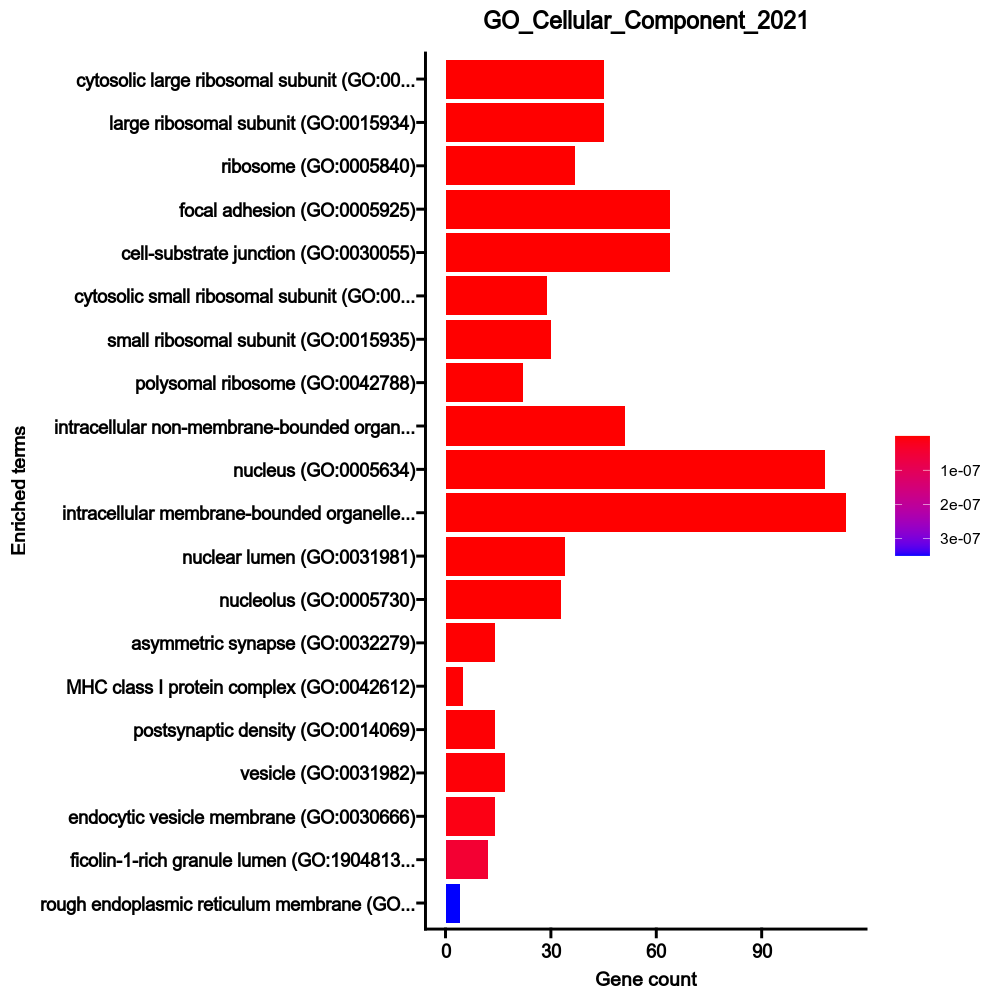 GO_Cellular_Component_2021
cytosolic large ribosomal subunit (GO:00...
large ribosomal subunit (GO:0015934)
ribosome (GO:0005840)
focal adhesion (GO:0005925)
cell-substrate junction (GO:0030055)
cytosolic small ribosomal subunit (GO:00...
small ribosomal subunit (GO:0015935)
polysomal ribosome (GO:0042788)
intracellular non-membrane-bounded organ...
nucleus (GO:0005634)
intracellular membrane-bounded organelle...
nuclear lumen (GO:0031981)
nucleolus (GO:0005730)
asymmetric synapse (GO:0032279)
MHC class I protein complex (GO:0042612)
postsynaptic density (GO:0014069)
vesicle (GO:0031982)
endocytic vesicle membrane (GO:0030666)
ficolin-1-rich granule lumen (GO:1904813...
rough endoplasmic reticulum membrane (GO...
Enriched terms
0 30 60 90
Gene count
1e-07
2e-07
3e-07